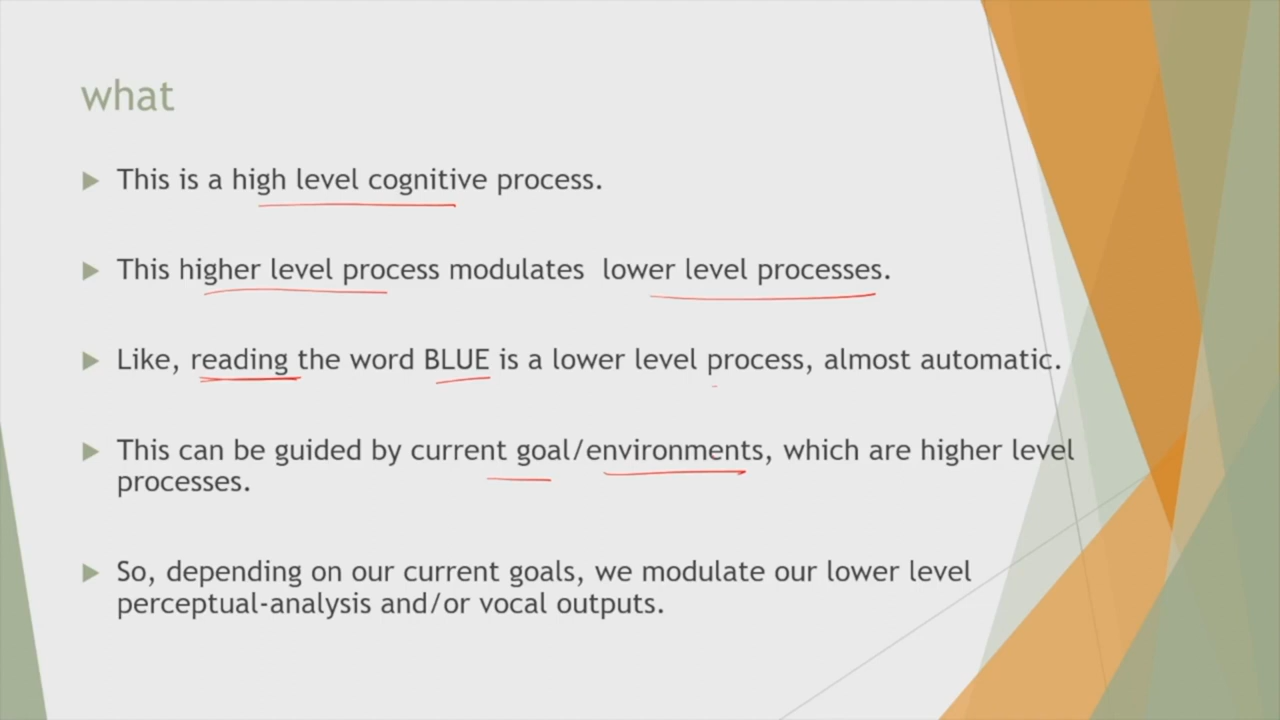 what
This is a high level cognitive process.
This higher level process modulates lower level processes.
Like, reading the word BLUE is a lower level process, almost automatic.
This can be guided by current goal/environments, which are higher level
processes.
So, depending on our current goals, we modulate our lower level
perceptual-analysis and/or vocal outputs.